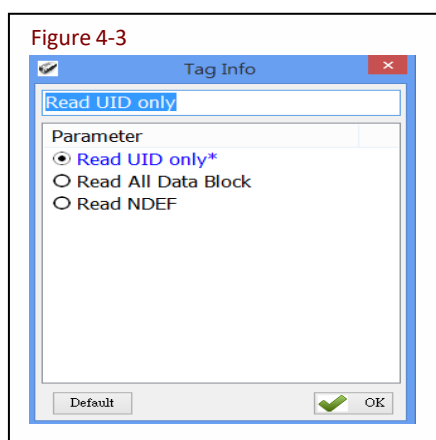 Figure 4-3
Tag Info
Read UID only
Parameter
Read UID only*
Read All Data Block
Read NDEF
Default
OK